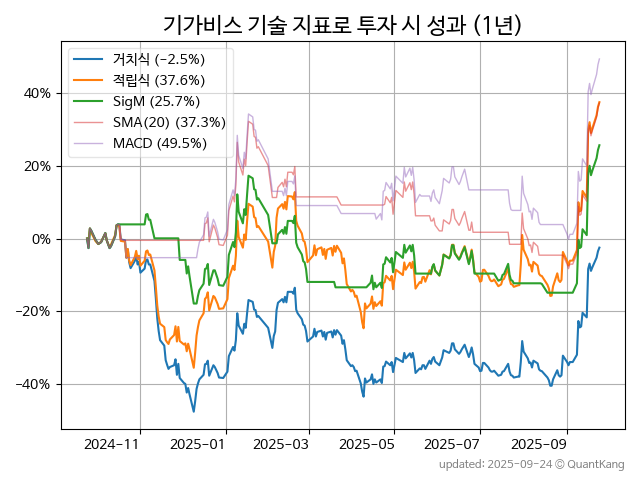 기가비스 기술 지표로 투자 시 성과 (1년)
거치식 (-2.5%)
적립식 (37.6%)
SigM (25.7%)
SMA(20) (37.3%)
MACD (49.5%)
40%
20%
0%
−20%
−40%
2024-11
2025-01
2025-03
2025-05
2025-07
2025-09
updated: 2025-09-24 © QuantKang